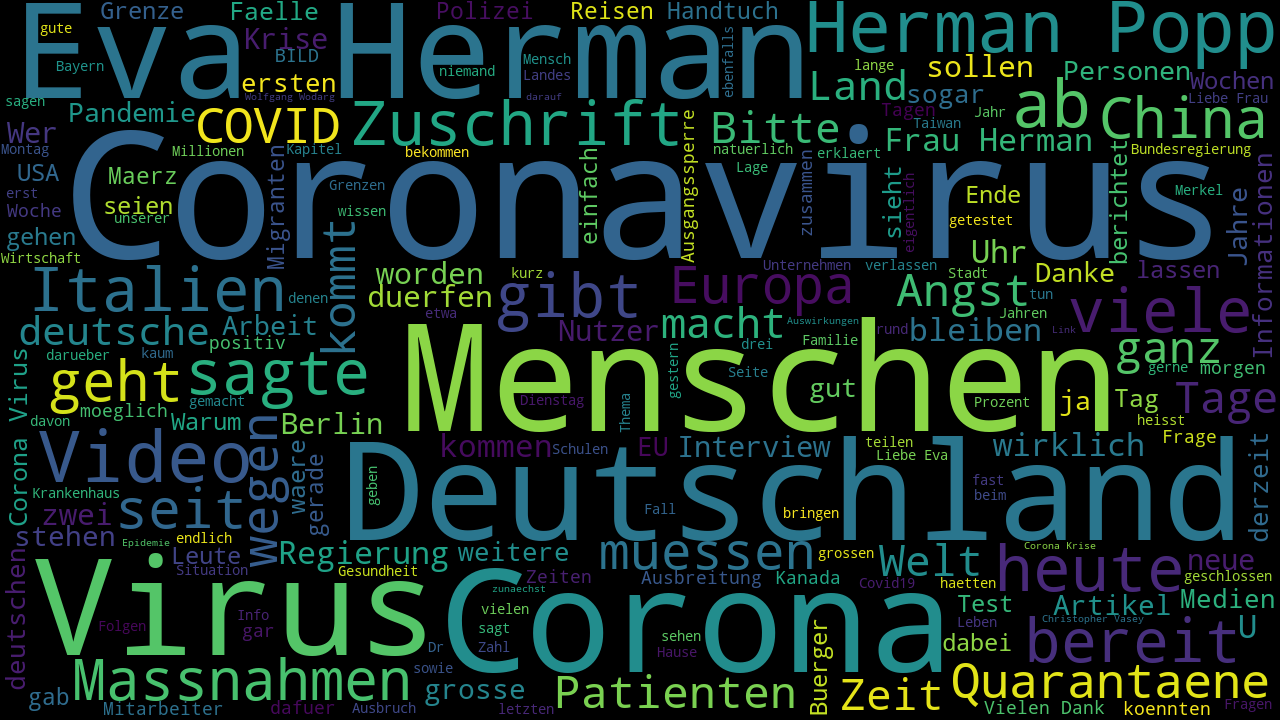 Grenze Faelle Polizei Reisen Handtuch
Eva Herman
Herman Popp
gute
Krise
BILD
Mensch
niemand
Landes
ebenfalls
Bayern
ersten
Wolfgang Wodarg
darauf
lange
sollen
Personen
Wochen
Land
sogar
Liebe Frau
sagen
Pandemie
COVID
Zuschrift
Bitte
Tagen
Jahr
ab
China
Wer
Montag
Millionen
Kapitel
bekommen
natuerlich
erklaert
Taiwan
Frau Herman
Bundesregierung
USA
Maerz
Migranten
Coronavirus
Grenzen
einfach
Ausgangssperre
Lage
zusammen
sieht
eigentlich
Ende
berichtet
Merkel
Jahre
Informationen
erst
Woche
seien
unserer
wissen
getestet
gehen
Uhr
Wirtschaft
kommt
worden
kurz
Unternehmen
verlassen
Stadt
Danke
lassen
Italien
denen
duerfen
gibt
Europa
Angst
tun
viele
etwa
Jahren
deutsche
Arbeit
Nutzer
macht
Auswirkungen
rund
bleiben
Link
positiv
drei
Familie
ganz
darueber
kaum
gestern
gerne
morgen
Corona Virus
geht
sagte
Menschen
Seite
gut
gemacht
Dienstag
Thema
Prozent
ja
Tag
Tage
moeglich
davon
Warum
Berlin
heisst
Video
wegen
waere
gerade
kommen
Schulen
EU
Interview
teilen
Liebe Eva
wirklich
Frage
derzeit
Krankenhaus
geben
Deutschland
fast
beim
zwei
seit
Fall
bringen
stehen
Epidemie
endlich
Leute
Regierung
weitere
muessen
grossen
Welt
Corona Krise
heute
neue
deutschen
Situation
Gesundheit
Zeiten
Ausbreitung
Kanada
Covid19
haetten
geschlossen
Virus
Corona
zunaechst
Test
Leben
Artikel
Medien
Info
vielen
Christopher Vasey
Folgen
gar
sagt
sehen
Buerger
dabei
bereit
U
Dr
Zahl
Hause
Massnahmen
sowie
Patienten
Zeit
Quarantaene
gab
grosse
Mitarbeiter
dafuer
Ausbruch
letzten
Vielen Dank
koennten
Fragen